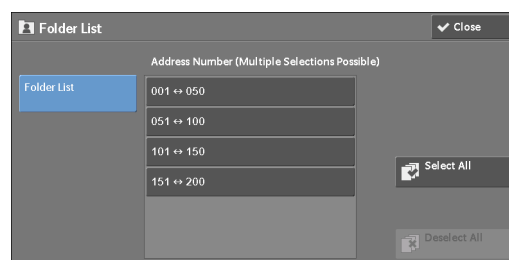 Folder List
Close
Address Number (Multiple Selections Possible)
Folder List
001 ↔ 050
051 ↔ 100
101 ↔ 150
151 ↔ 200
Select All
Deselect All